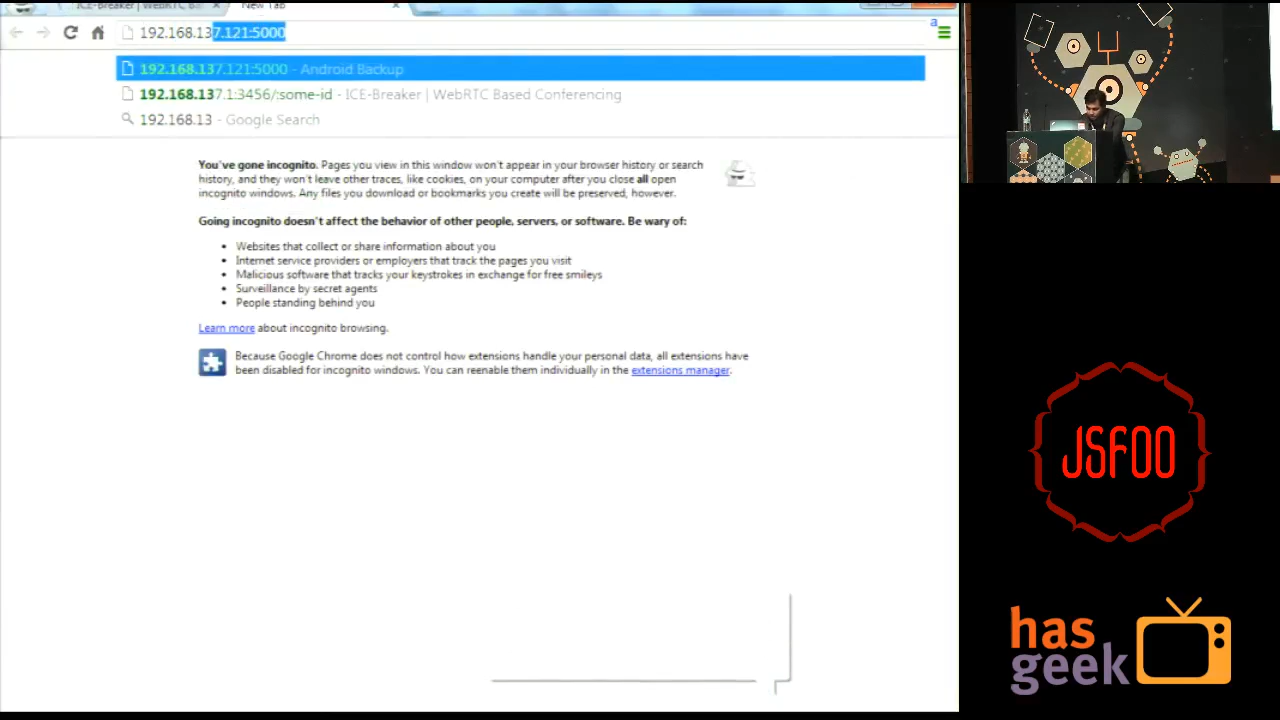 ICE-Breaker | WebRTC Ba
New Tab
192.168.137.121:5000
192.168.137.121:5000 - Android Backup
192.168.137.1:3456/:some-id - ICE-Breaker | WebRTC Based Conferencing
192.168.13 - Google Search
You've gone incognito. Pages you view in this window won't appear in your browser history or search
history, and they won't leave other traces, like cookies, on your computer after you close all open
incognito windows. Any files you download or bookmarks you create will be preserved, however.
Going incognito doesn't affect the behavior of other people, servers, or software. Be wary of:
• Websites that collect or share information about you
• Internet service providers or employers that track the pages you visit
• Malicious software that tracks your keystrokes in exchange for free smileys
• Surveillance by secret agents
• People standing behind you
Learn more about incognito browsing.
Because Google Chrome does not control how extensions handle your personal data, all extensions have
been disabled for incognito windows. You can reenable them individually in the extensions manager.
a
JSFOO
has
geek